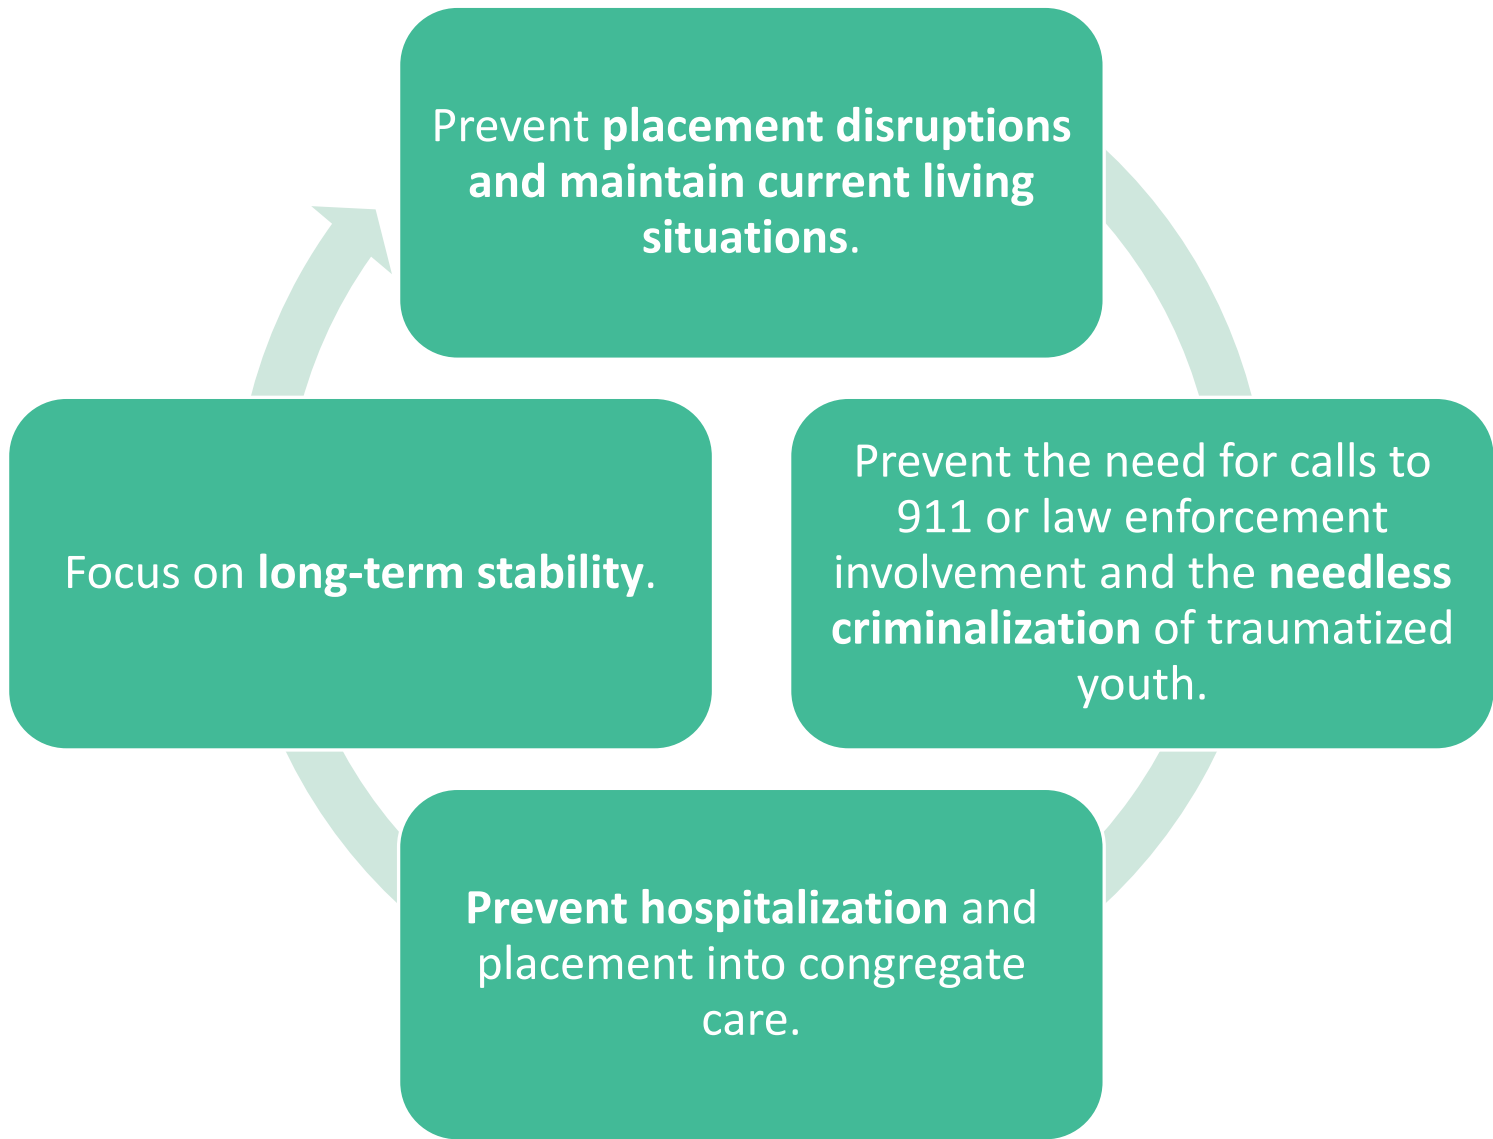 Prevent placement disruptions
and maintain current living
situations.
Prevent the need for calls to
911 or law enforcement
involvement and the needless
criminalization of traumatized
youth.
Prevent hospitalization and
placement into congregate
care.
Focus on long-term stability.